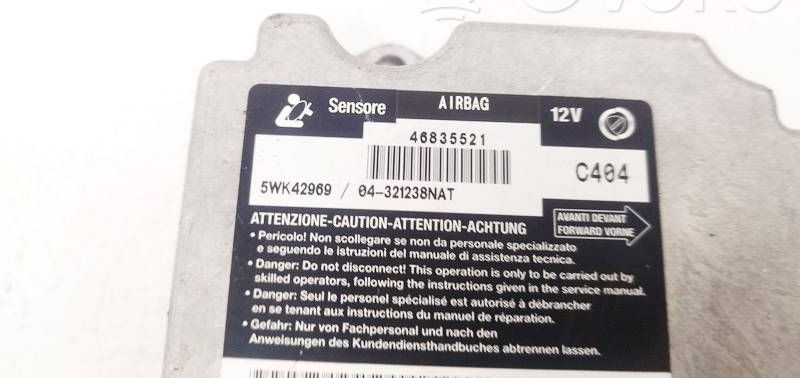 Sensore AIRBAG 12V
46835521
C404
5WK42969 / 04-321238NAT
ATTENZIONE-CAUTION-ATTENTION-ACHTUNG
AVANTI DEVANT
FORWARD VORNE
• Pericolo! Non scollegare se non da personale specializzato
e seguendo le istruzioni del manuale di assistenza tecnica.
• Danger: Do not disconnect! This operation is only to be carried out by
skilled operators, following the instructions given in the service manual.
• Danger: Seul le personel spécialisé est autorisé à débrancher
en se tenant aux instructions du manuel de réparation.
• Gefahr: Nur von Fachpersonal und nach den
Anweisungen des Kundendiensthandbuches abtrennen lassen.